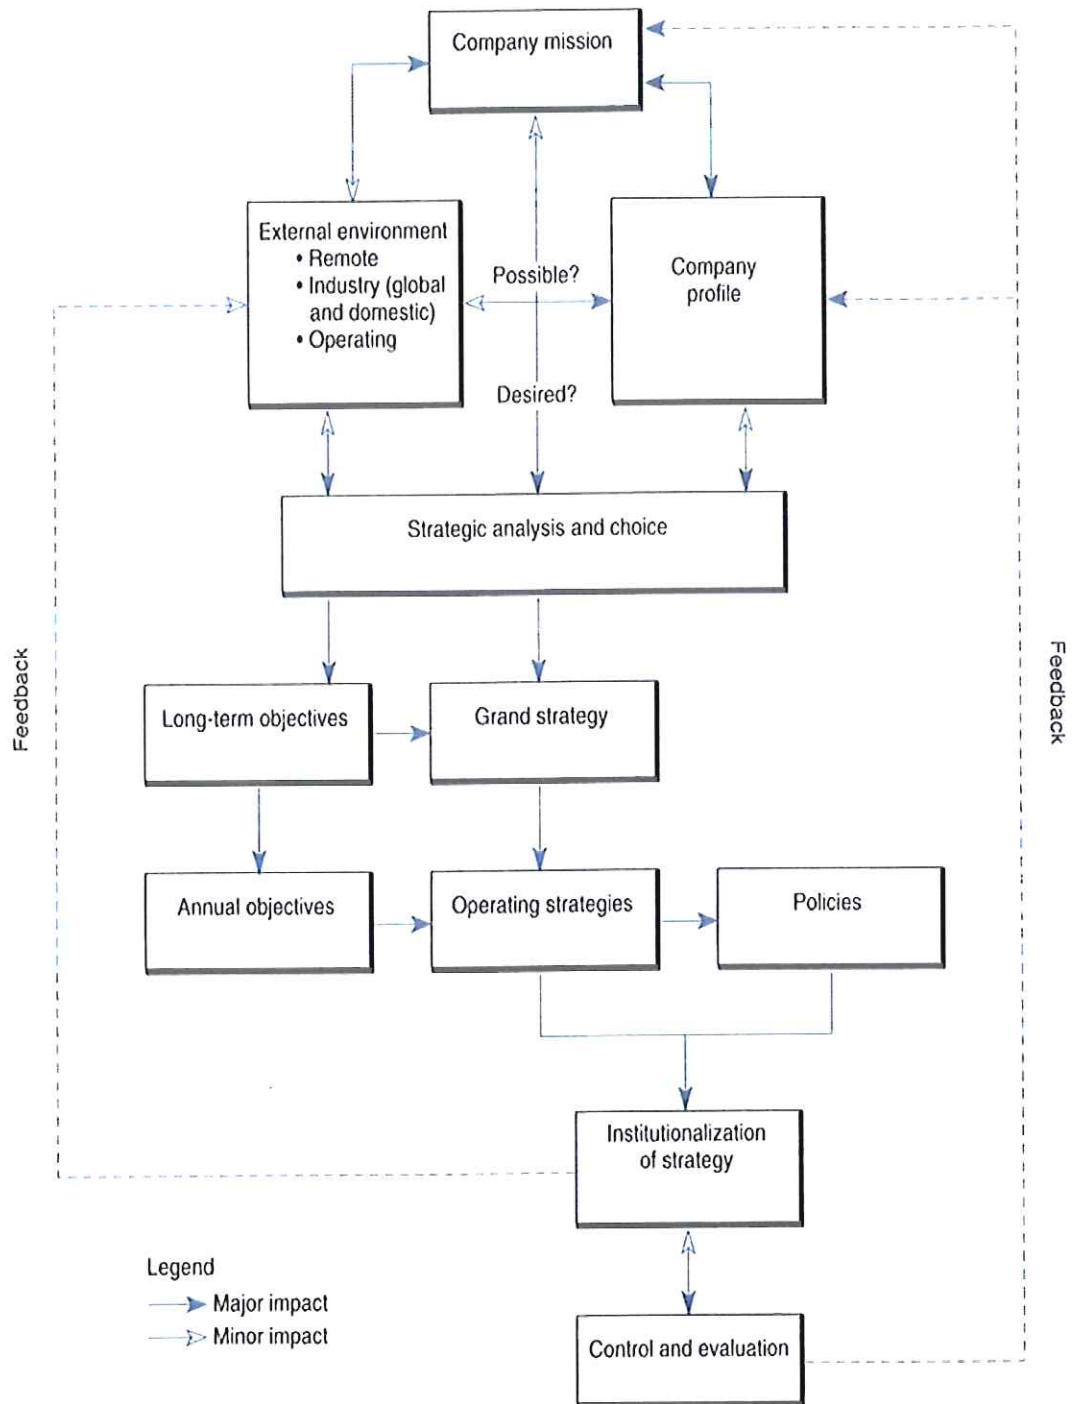 Company mission
External environment
• Remote
• Industry (global
and domestic)
• Operating
Possible?
Company
profile
Desired?
Strategic analysis and choice
Feedback
Feedback
Long-term objectives
Grand strategy
Annual objectives
Operating strategies
Policies
Institutionalization
of strategy
Legend
Major impact
Minor impact
Control and evaluation